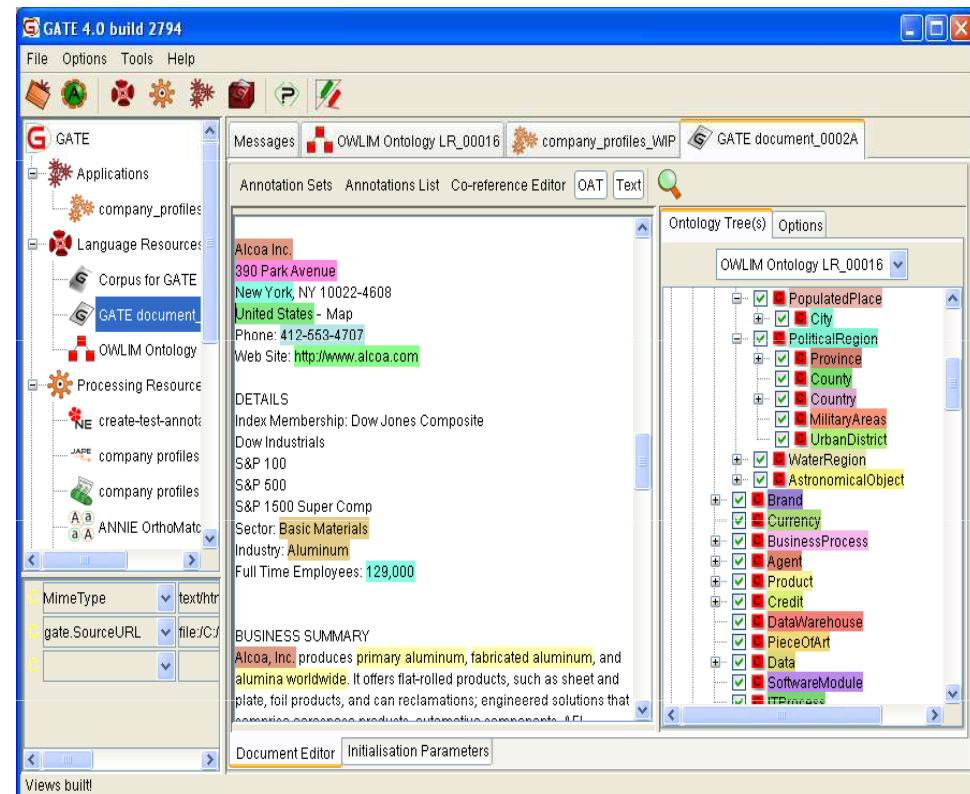 GATE 4.0 build 2794
File Options Tools Help
GATE
Applications
company_profiles
Language Resources
Corpus for GATE
GATE document_
OWLIM Ontology
Processing Resource
NE create-test-annota
JAPE company profiles
company profiles
ANNIE OrthoMatc
C MimeType text/htr
C gate.SourceURL file:/C:/
C
Messages OWLIM Ontology LR_00016 company_profiles_WIP GATE document_0002A
Annotation Sets Annotations List Co-reference Editor OAT Text
Alcoa Inc.
390 Park Avenue
New York, NY 10022-4608
United States - Map
Phone: 412-553-4707
Web Site: http://www.alcoa.com
DETAILS
Index Membership: Dow Jones Composite
Dow Industrials
S&P 100
S&P 500
S&P 1500 Super Comp
Sector: Basic Materials
Industry: Aluminum
Full Time Employees: 129,000
BUSINESS SUMMARY
Alcoa, Inc. produces primary aluminum, fabricated aluminum, and
alumina worldwide. It offers flat-rolled products, such as sheet and
plate, foil products, and can reclamations; engineered solutions that
Ontology Tree(s) Options
OWLIM Ontology LR_00016
C PopulatedPlace
C City
C PoliticalRegion
C Province
C County
C Country
C MilitaryAreas
C UrbanDistrict
C WaterRegion
C AstronomicalObject
C Brand
C Currency
C BusinessProcess
C Agent
C Product
C Credit
C DataWarehouse
C PieceOfArt
C Data
C SoftwareModule
C ITProcess
Document Editor Initialisation Parameters
Views built!